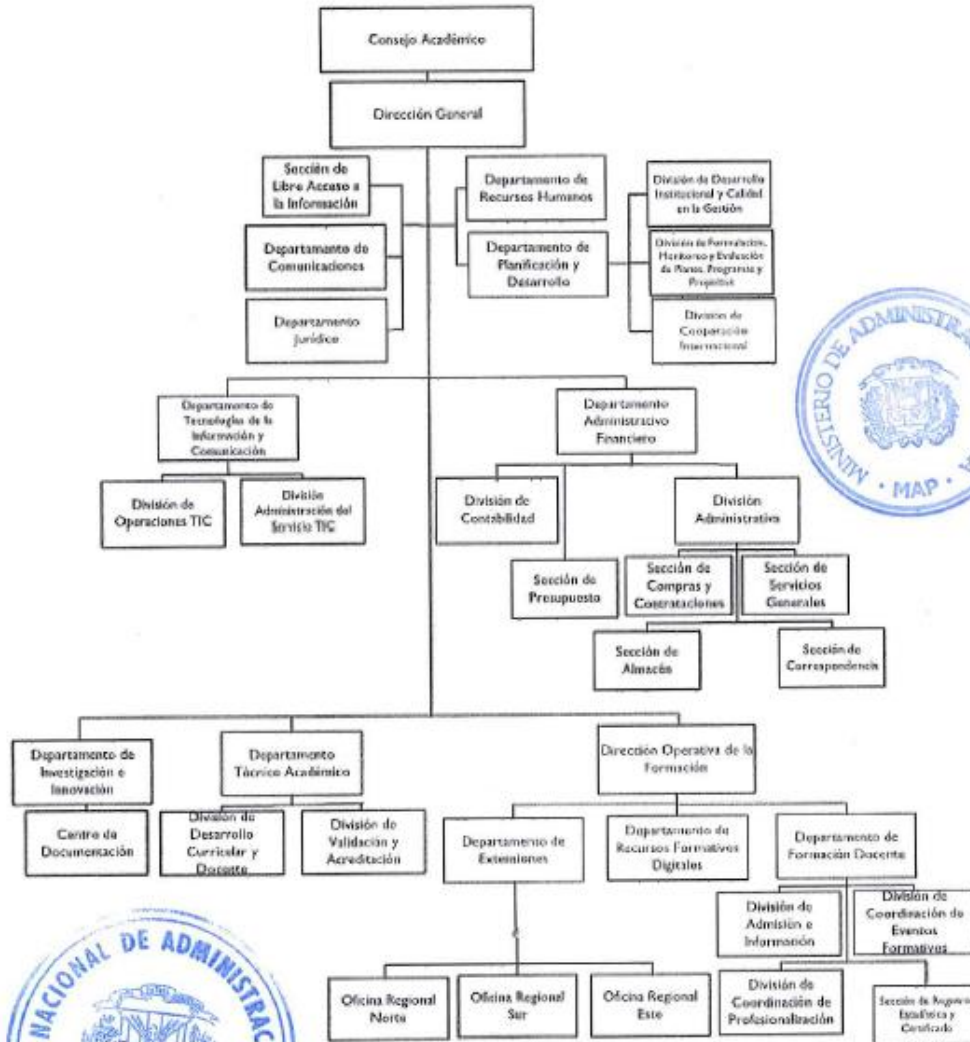 Consejo Académico
Dirección General
Sección de
Libre Acceso a
la Información
Departamento de
Recursos Humanos
División de Desarrollo
Institucional y Calidad
en la Gestión
Departamento de
Comunicaciones
Departamento de
Planificación y
Desarrollo
División de Formulación,
Monitoreo y Evaluación
de Planes, Programas y
Proyectos
Departamento
Jurídico
División de
Cooperación
Internacional
MINISTERIO DE ADMINISTRAC
MAP
Departamento de
Tecnologías de la
Información y
Comunicación
Departamento
Administrativo
Financiero
División de
Operaciones TIC
División
Administración del
Servicio TIC
División de
Contabilidad
División
Administrativa
Sección de
Presupuesto
Sección de
Compras y
Contrataciones
Sección de
Servicios
Generales
Sección de
Almacén
Sección de
Correspondencia
Departamento de
Investigación e
Innovación
Departamento
Técnico Académico
Dirección Operativa de la
Formación
Centro de
Documentación
División de
Desarrollo
Curricular y
Docente
División de
Validación y
Acreditación
Departamento de
Extensiones
Departamento de
Recursos Formativos
Digitales
Departamento de
Formación Docente
División de
Admisión e
Información
División de
Coordinación de
Eventos
Formativos
Oficina Regional
Norte
Oficina Regional
Sur
Oficina Regional
Este
División de
Coordinación de
Profesionalización
Sección de Registro
Estadística y
Certificado
NACIONAL DE ADMINISTRAC